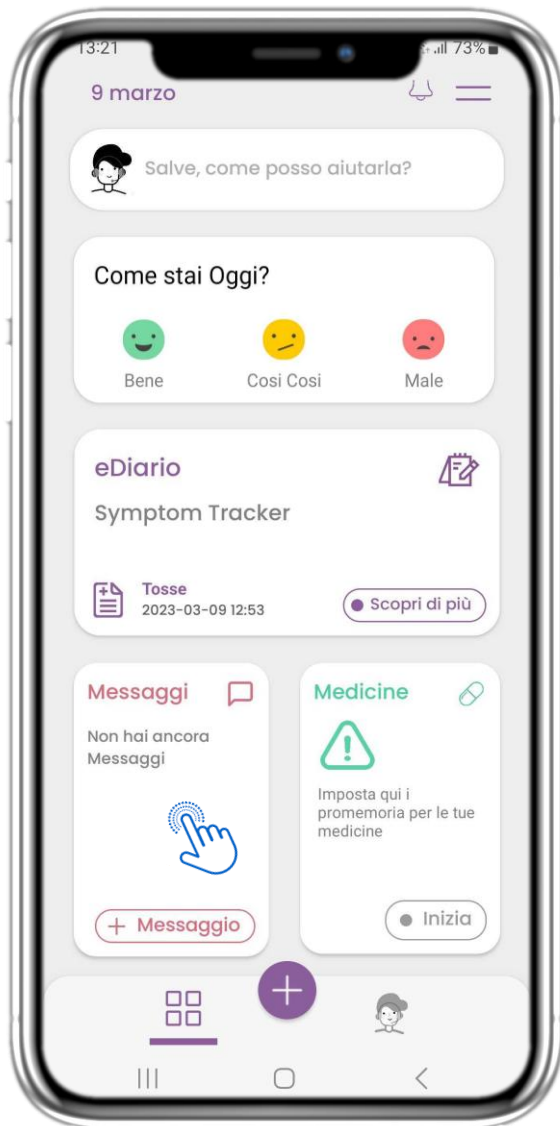 13:21
73%
9 marzo
Salve, come posso aiutarla?
Come stai Oggi?
Bene
Cosi Cosi
Male
eDiario
Symptom Tracker
Tosse
2023-03-09 12:53
Scopri di più
Messaggi
Non hai ancora
Messaggi
+ Messaggio
Medicine
Imposta qui i
promemoria per le tue
medicine
Inizia